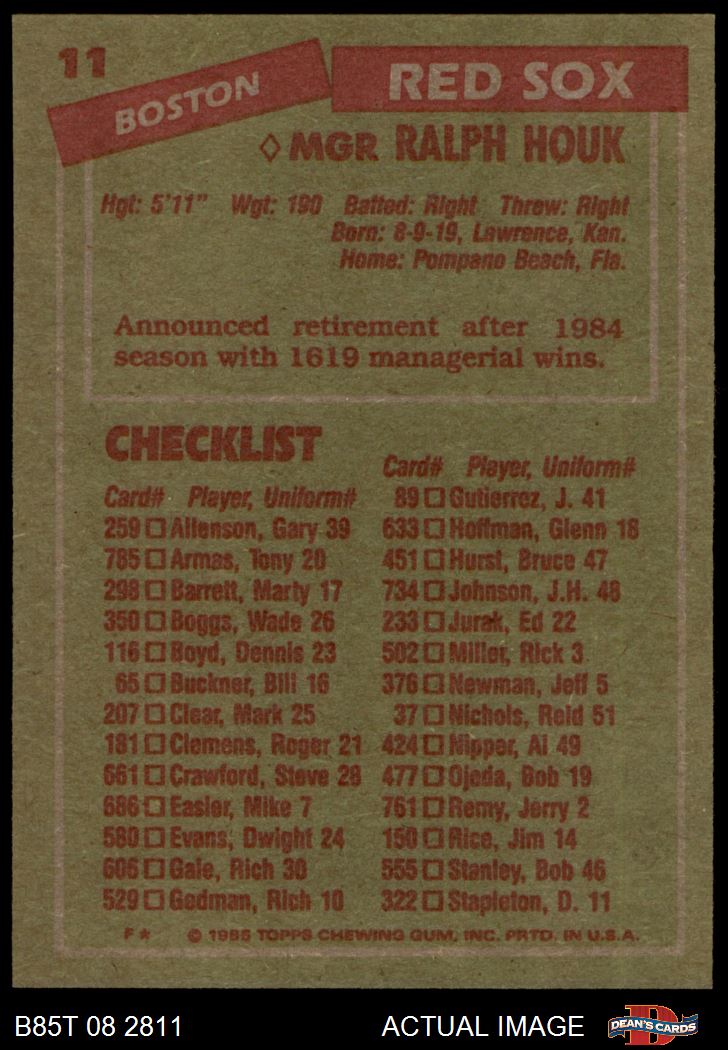 11
BOSTON
RED SOX
◊ MGR RALPH HOUK
Hgt: 5'11" Wgt: 190 Batted: Right Threw: Right
Born: 8-9-19, Lawrence, Kan.
Home: Pompano Beach, Fla.
Announced retirement after 1984
season with 1619 managerial wins.
CHECKLIST
Card# Player, Uniform#
259 □ Allenson, Gary 39
785 □ Armas, Tony 20
298 □ Barrett, Marty 17
350 □ Boggs, Wade 26
116 □ Boyd, Dennis 23
65 □ Buckner, Bill 16
207 □ Clear, Mark 25
181 □ Clemens, Roger 21
661 □ Crawford, Steve 28
686 □ Easler, Mike 7
580 □ Evans, Dwight 24
606 □ Gale, Rich 30
529 □ Gedman, Rich 10
Card# Player, Uniform#
89 □ Gutierrez, J. 41
633 □ Hoffman, Glenn 18
451 □ Hurst, Bruce 47
734 □ Johnson, J.H. 48
233 □ Jurak, Ed 22
502 □ Miller, Rick 3
376 □ Newman, Jeff 5
37 □ Nichols, Reid 51
424 □ Nipper, Al 49
477 □ Ojeda, Bob 19
761 □ Remy, Jerry 2
150 □ Rice, Jim 14
555 □ Stanley, Bob 46
322 □ Stapleton, D. 11
F★ © 1985 TOPPS CHEWING GUM, INC. PRTD. IN U.S.A.
B85T 08 2811
ACTUAL IMAGE
DEAN'S CARDS